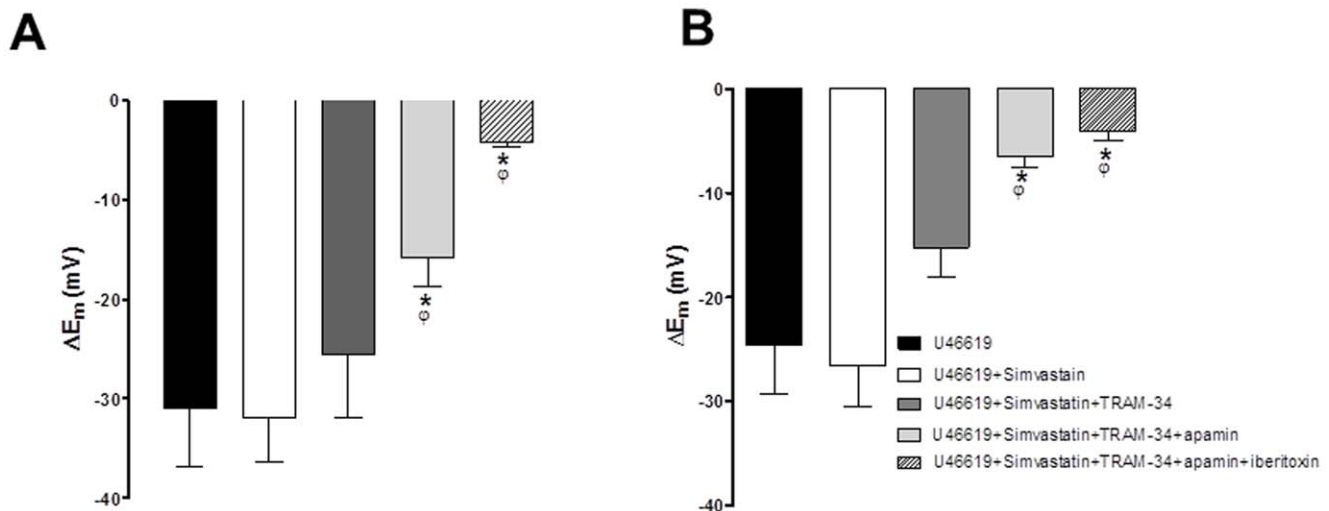 A
0
-10
-20
-30
-40
ΔEm (mV)
*
φ
*
φ
B
0
-10
-20
-30
-40
ΔEm (mV)
*
φ
*
φ
U46619
U46619+Simvastain
U46619+Simvastatin+TRAM-34
U46619+Simvastatin+TRAM-34+apamin
U46619+Simvastatin+TRAM-34+apamin+iberitoxin